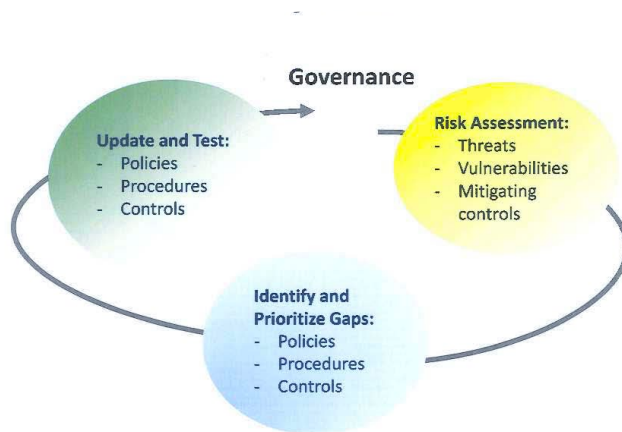 Governance
Update and Test:
- Policies
- Procedures
- Controls
Risk Assessment:
- Threats
- Vulnerabilities
- Mitigating
controls
Identify and
Prioritize Gaps:
- Policies
- Procedures
- Controls